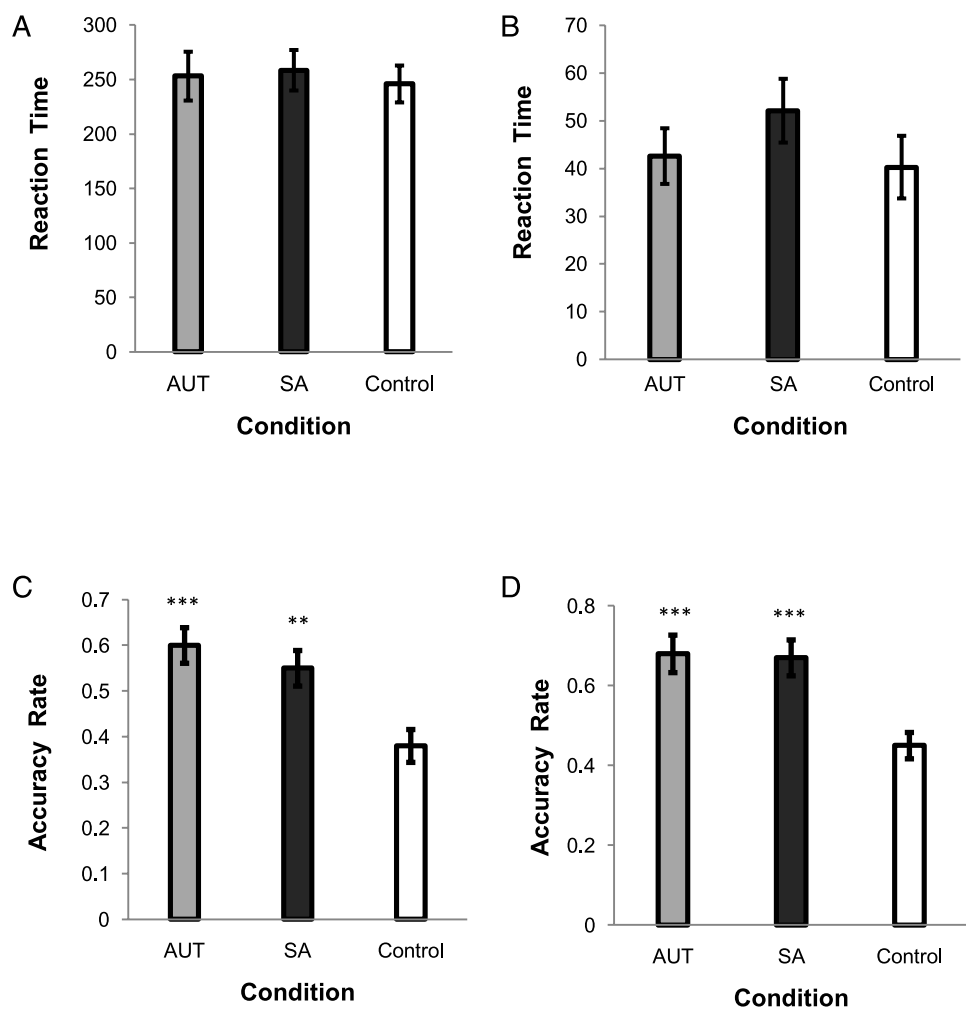 A
Reaction Time
300
250
200
150
100
50
0
AUT SA Control
Condition
B
Reaction Time
70
60
50
40
30
20
10
0
AUT SA Control
Condition
C
Accuracy Rate
0.7
0.6
0.5
0.4
0.3
0.2
0.1
0
*** **
AUT SA Control
Condition
D
Accuracy Rate
0.8
0.6
0.4
0.2
0
*** ***
AUT SA Control
Condition